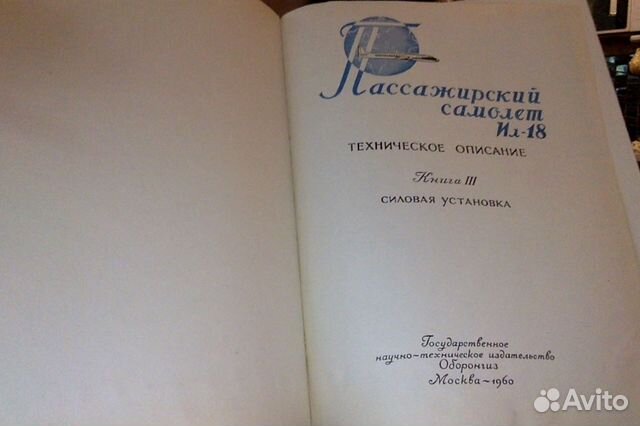 Пассажирский
самолет
Ил-18
ТЕХНИЧЕСКОЕ ОПИСАНИЕ
Книга III
СИЛОВАЯ УСТАНОВКА
Государственное
научно-техническое издательство
Оборонгиз
Москва~1960
Avito